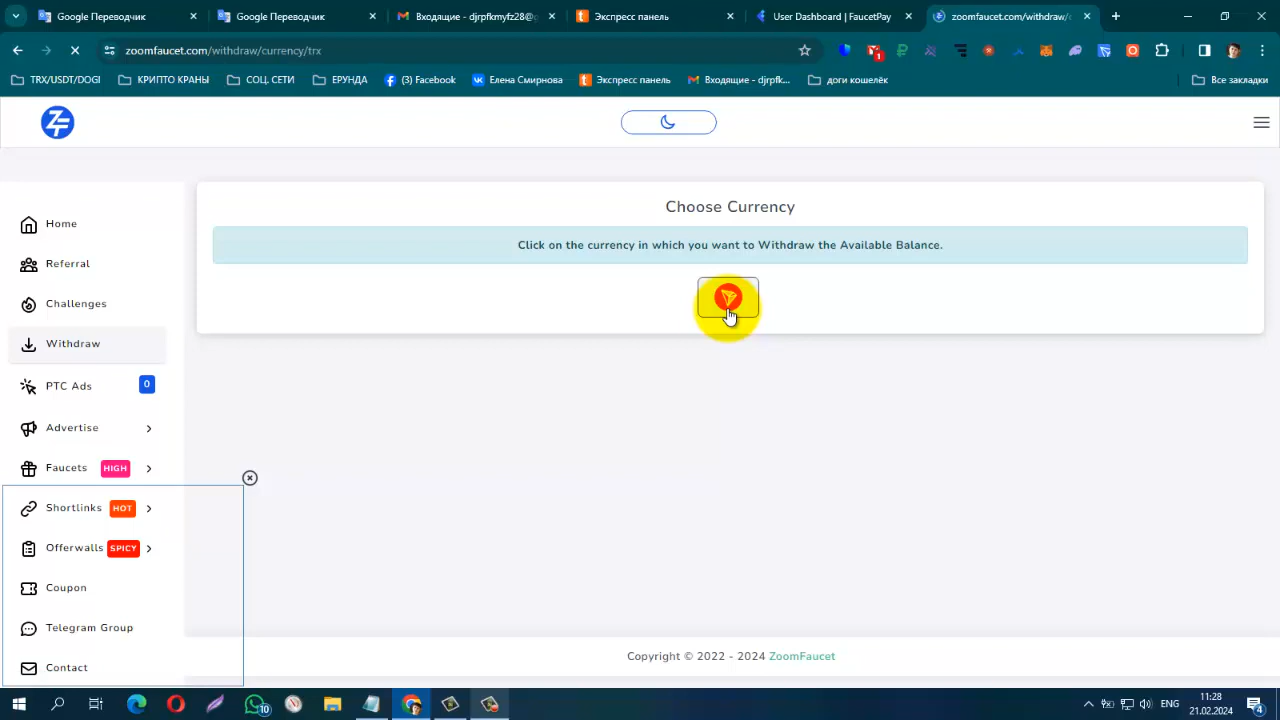 Google Переводчик
Google Переводчик
Входящие - djrpfkmyfz28@g
Экспресс панель
User Dashboard | FaucetPay
zoomfaucet.com/withdraw/c
zoomfaucet.com/withdraw/currency/trx
1
TRX/USDT/DOGI
КРИПТО КРАНЫ
СОЦ. СЕТИ
ЕРУНДА
(3) Facebook
Елена Смирнова
Экспресс панель
Входящие - djrpfk...
доги кошелёк
Все закладки
ZF
Choose Currency
Click on the currency in which you want to Withdraw the Available Balance.
Home
Referral
Challenges
Withdraw
PTC Ads 0
Advertise
Faucets HIGH
Shortlinks HOT
Offerwalls SPICY
Coupon
Telegram Group
Contact
Copyright © 2022 - 2024 ZoomFaucet
10
ENG
11:28
21.02.2024
4